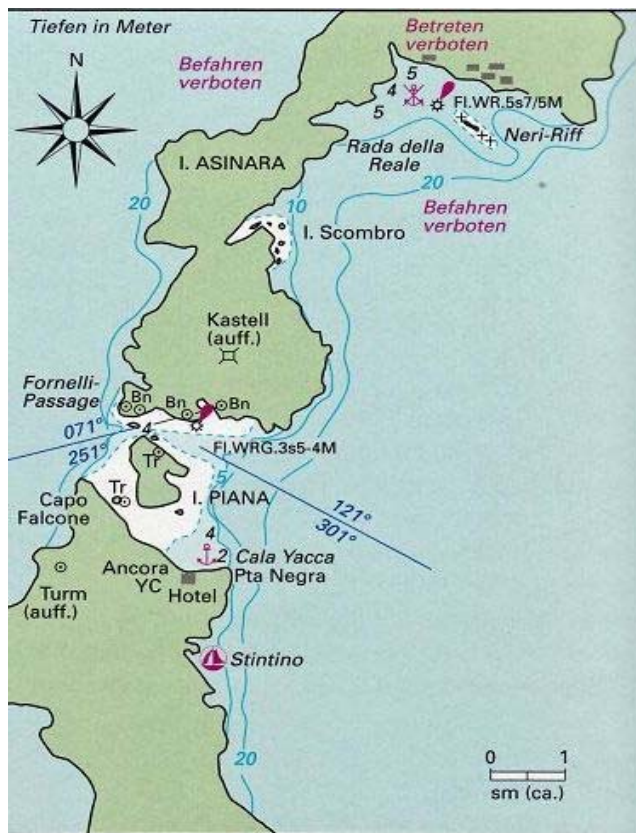 Tiefen in Meter
N
Befahren
verboten
Betreten
verboten
5
4
5
Fl.WR.5s7/5M
Neri-Riff
Rada della
Reale
I. ASINARA
20
20
10
Befahren
verboten
I. Scombro
Kastell
(auff.)
Fornelli-
Passage
Bn
Bn
Bn
071°
4
251°
Fl.WRG.3s5-4M
Tr
5
Tr
I. PIANA
Capo
Falcone
121°
301°
4
2
Cala Yacca
Pta Negra
Ancora
YC
Hotel
Turm
(auff.)
Stintino
20
0 1
sm (ca.)